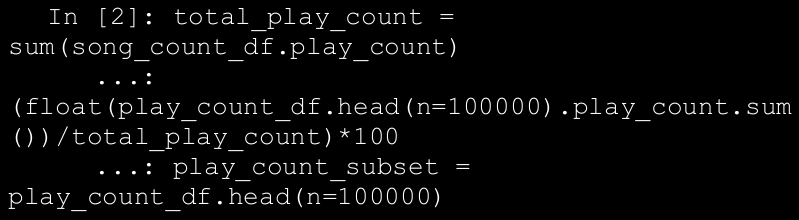 In [2]: total_play_count =
sum(song_count_df.play_count)
...:
(float(play_count_df.head(n=100000).play_count.sum
())/total_play_count)*100
...: play_count_subset =
play_count_df.head(n=100000)